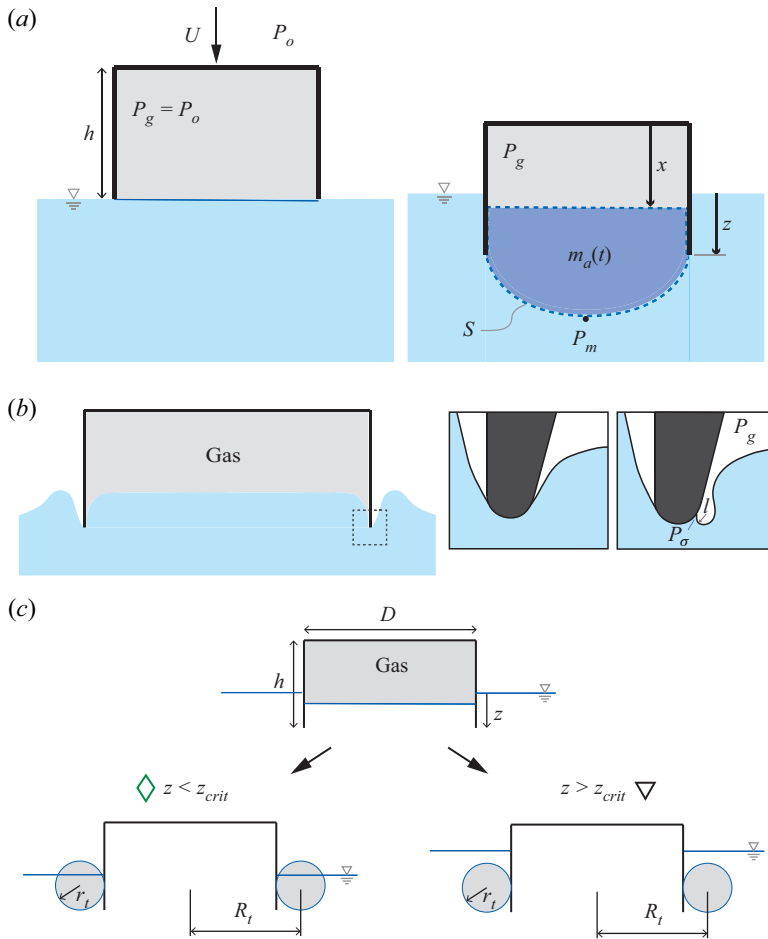 (a)
U
P_o
P_g = P_o
h
P_g
x
z
m_a(t)
S
P_m
(b)
Gas
P_g
l
P_σ
(c)
D
h
Gas
z
z < z_crit
z > z_crit
r_t
R_t
r_t
R_t